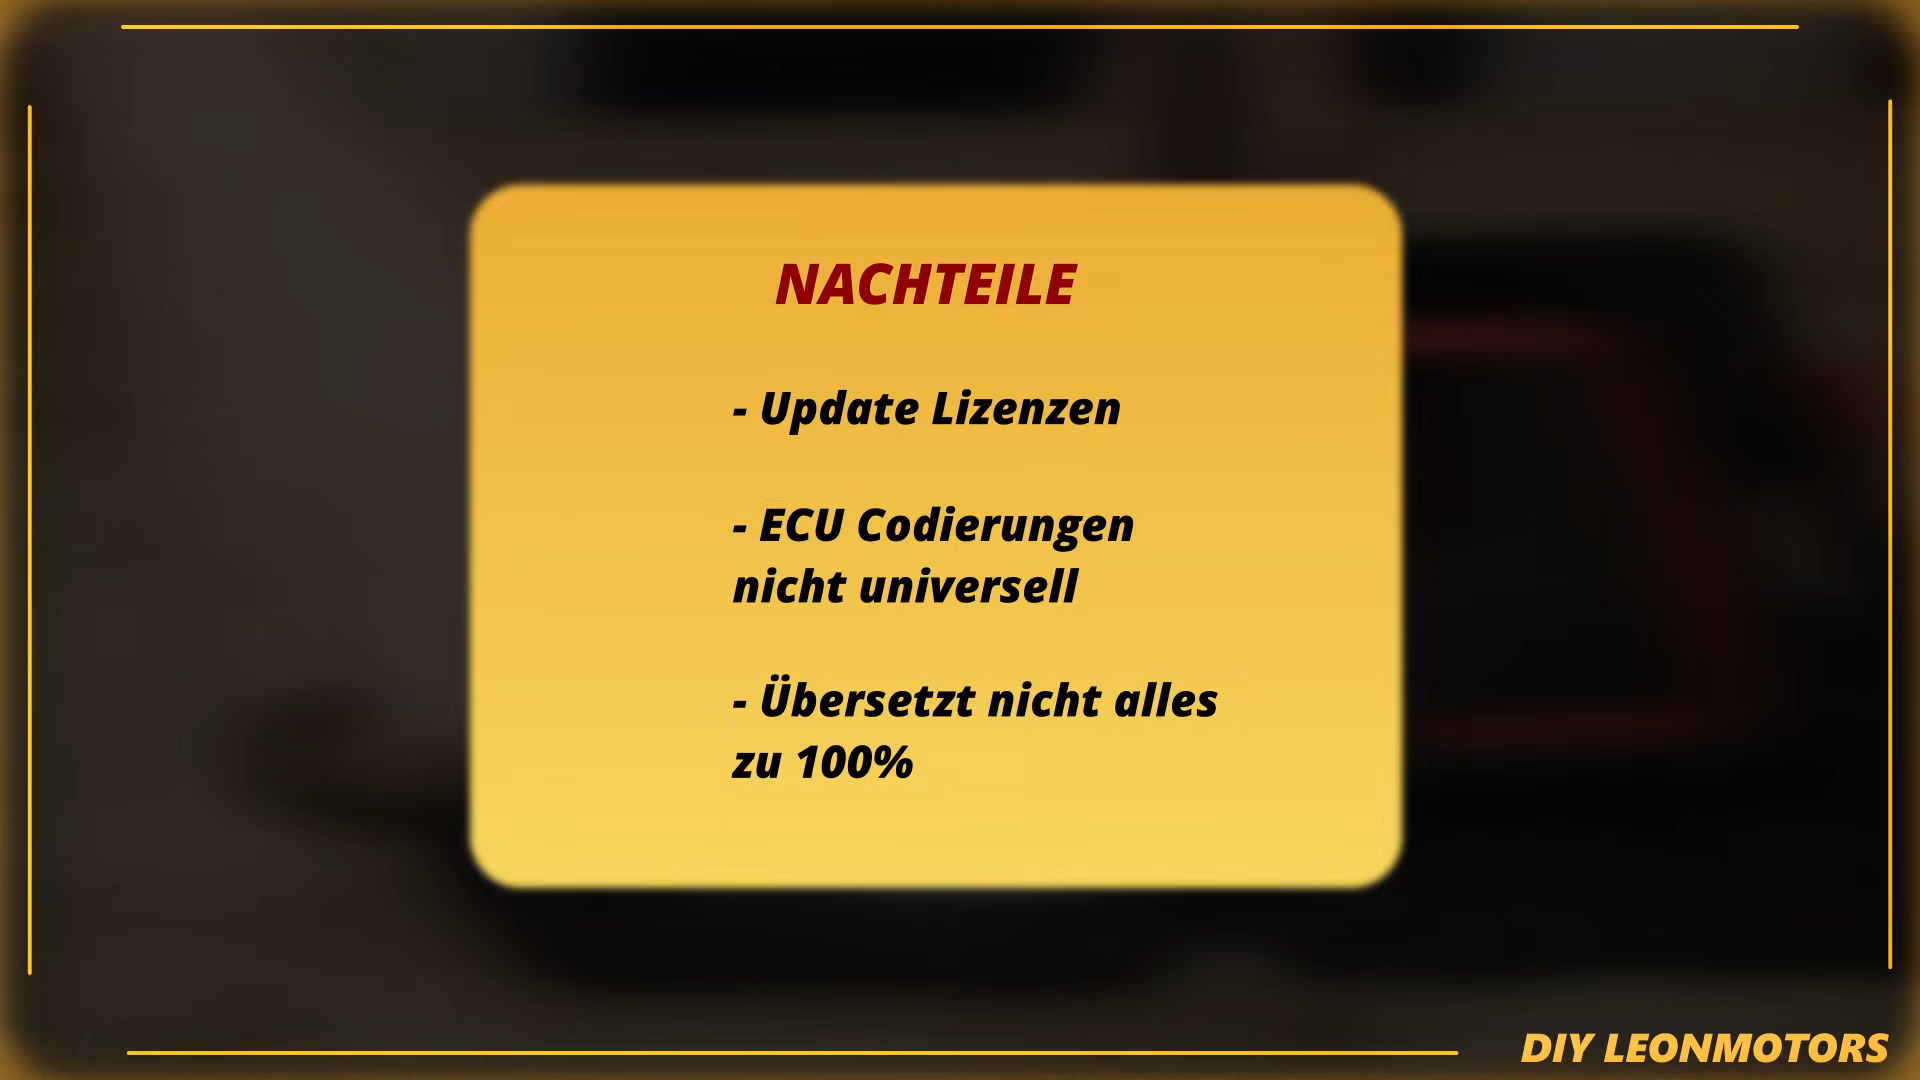 NACHTEILE
- Update Lizenzen
- ECU Codierungen
nicht universell
- Übersetzt nicht alles
zu 100%
DIY LEONMOTORS